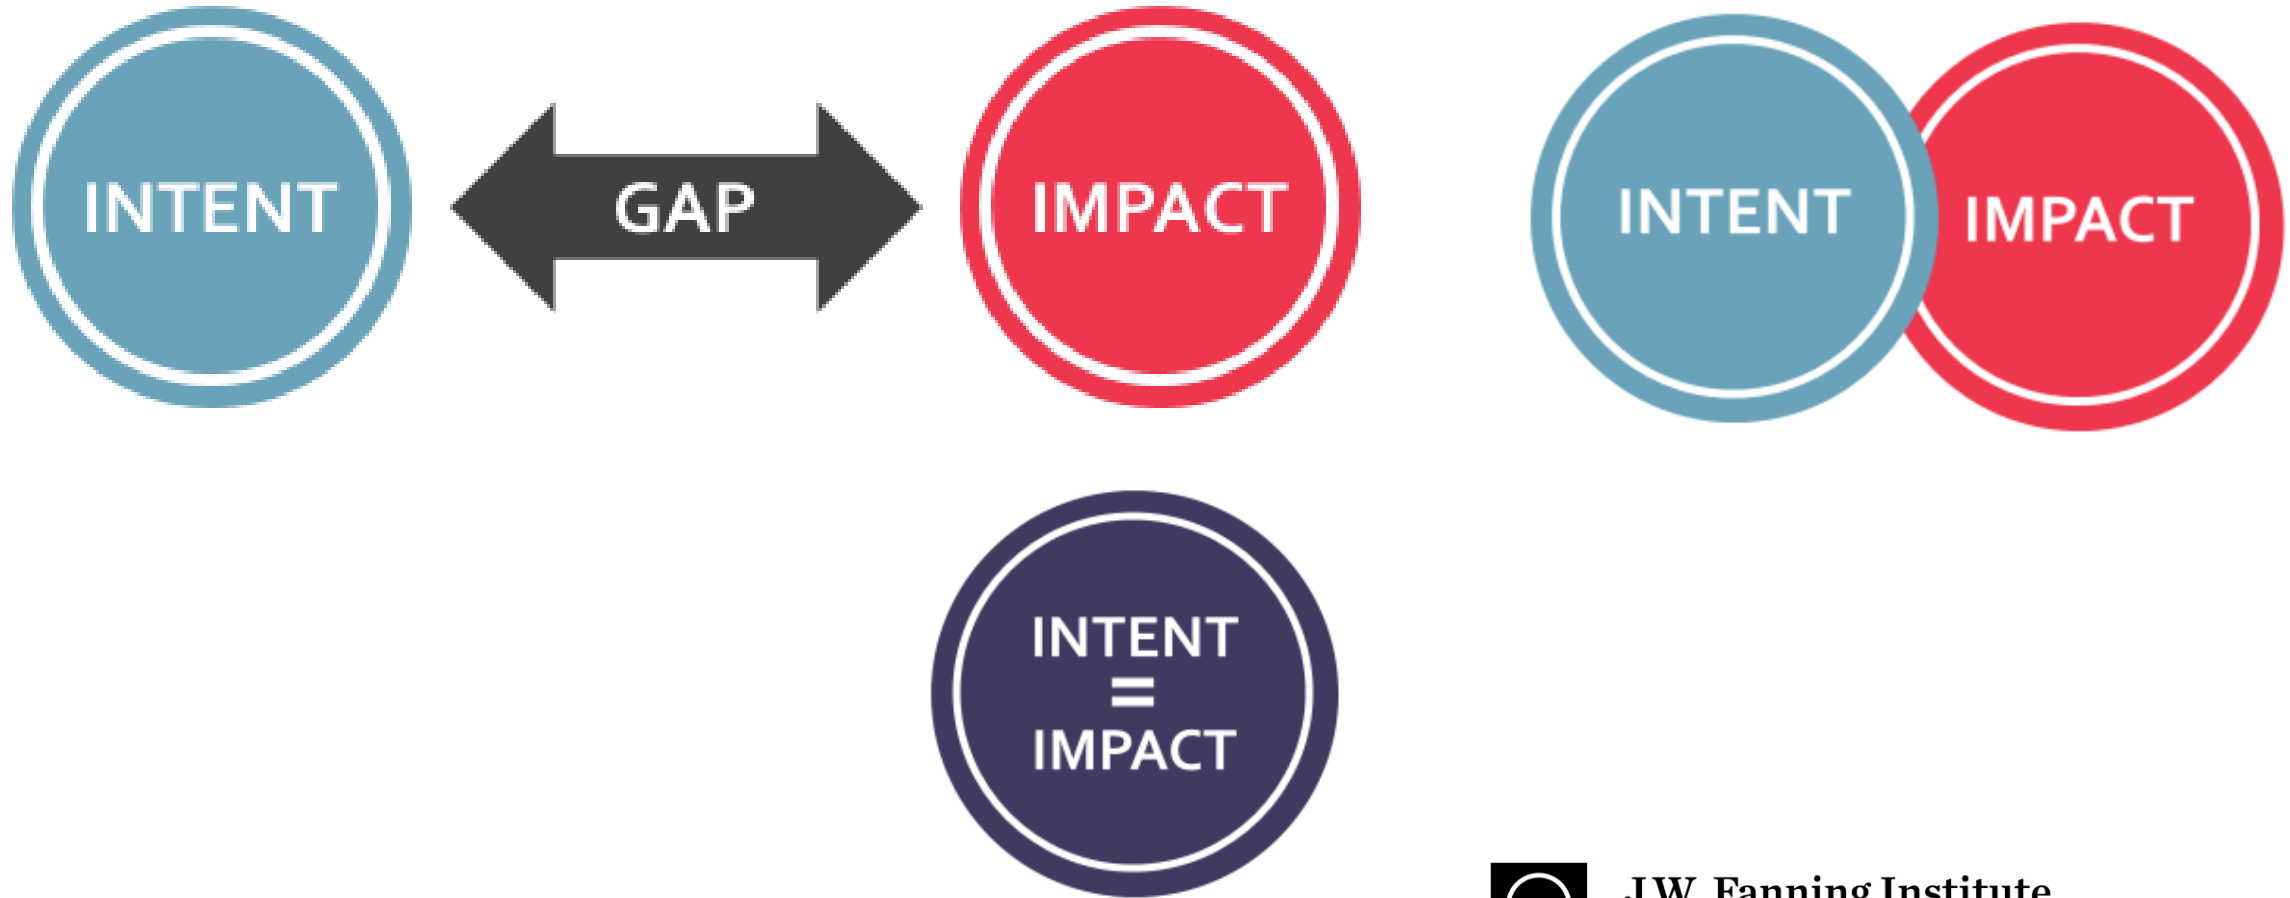 INTENT
GAP
IMPACT
INTENT
IMPACT
INTENT
=
IMPACT
J.W. Fanning Institute